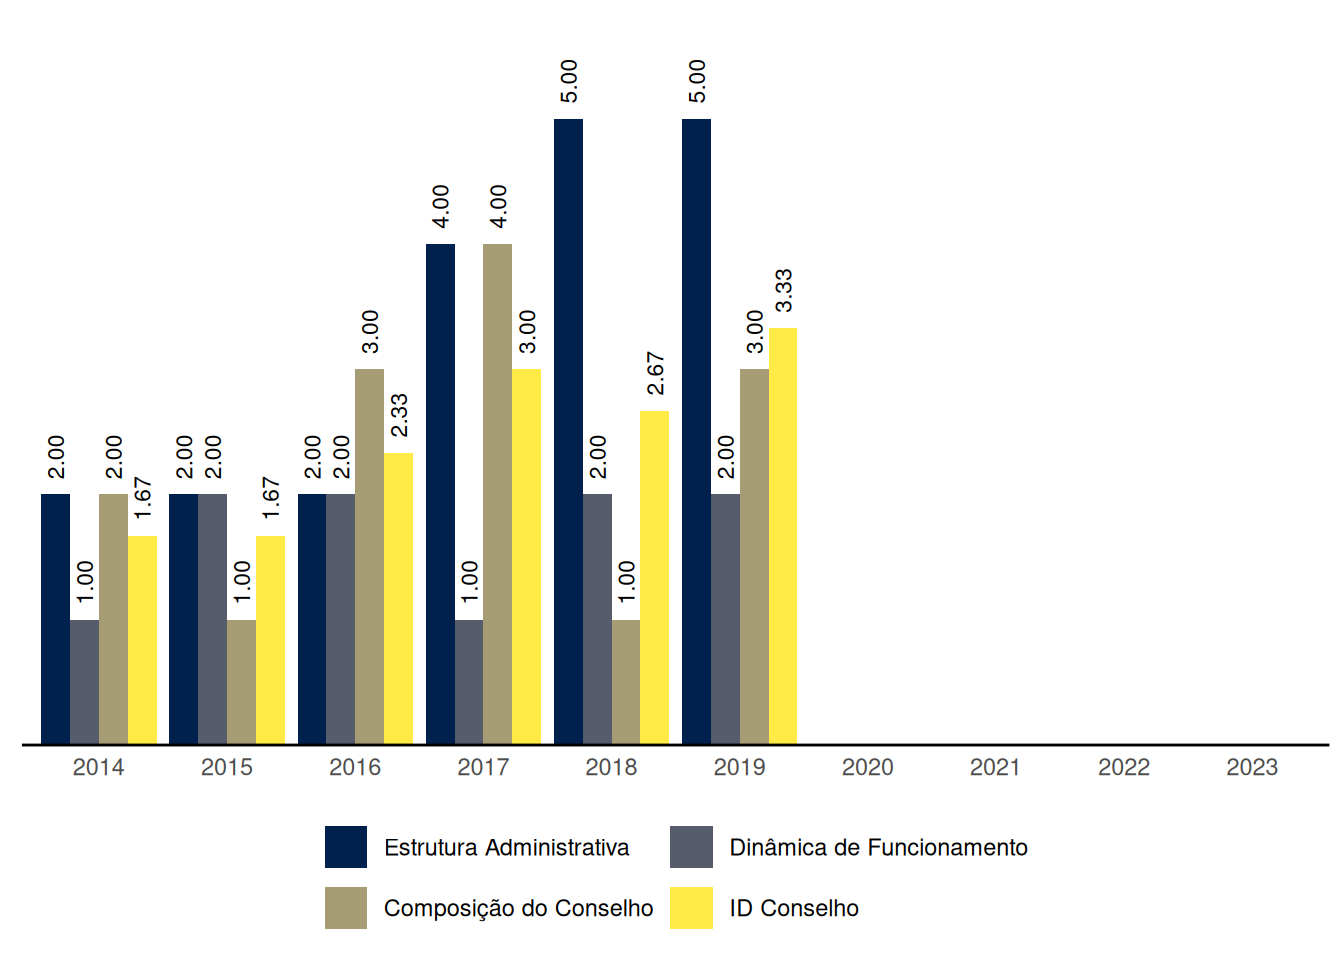 2.00 1.00 2.00 1.67 2.00 2.00 1.00 1.67 2.00 2.00 3.00 2.33 4.00 1.00 4.00 3.00 5.00 2.00 1.00 2.67 5.00 2.00 3.00 3.33
2014 2015 2016 2017 2018 2019 2020 2021 2022 2023
Estrutura Administrativa Dinâmica de Funcionamento
Composição do Conselho ID Conselho